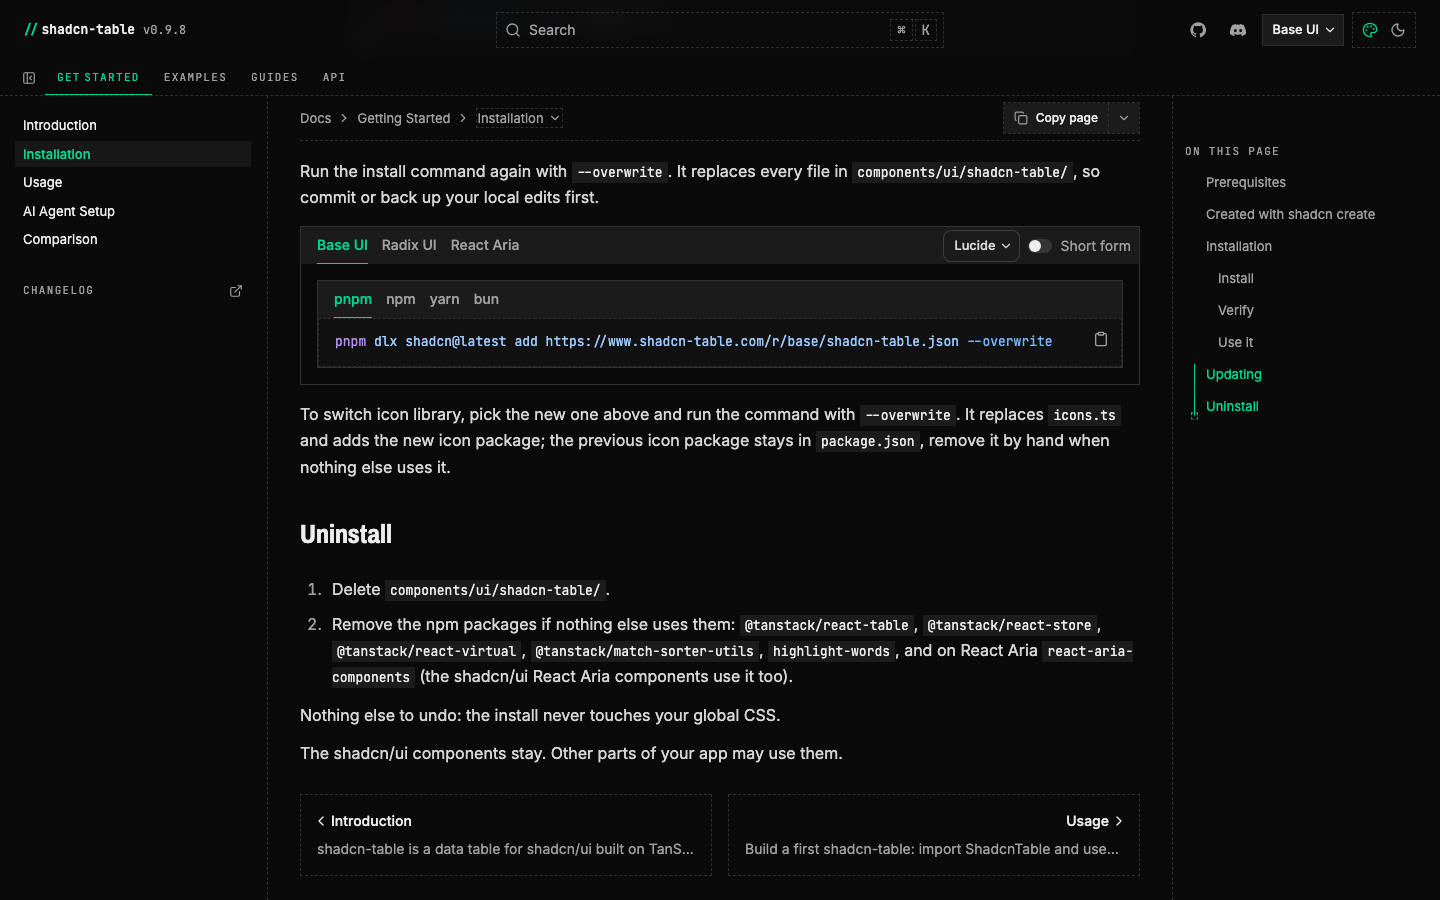 // shadcn-table v0.9.8
Search
⌘ K
Base UI
GET STARTED
EXAMPLES
GUIDES
API
Introduction
Installation
Usage
AI Agent Setup
Comparison
CHANGELOG
Docs > Getting Started > Installation
Copy page
Run the install command again with --overwrite. It replaces every file in components/ui/shadcn-table/, so
commit or back up your local edits first.
Base UI Radix UI React Aria
Lucide
Short form
pnpm npm yarn bun
pnpm dlx shadcn@latest add https://www.shadcn-table.com/r/base/shadcn-table.json --overwrite
To switch icon library, pick the new one above and run the command with --overwrite. It replaces icons.ts
and adds the new icon package; the previous icon package stays in package.json, remove it by hand when
nothing else uses it.
Uninstall
1. Delete components/ui/shadcn-table/.
2. Remove the npm packages if nothing else uses them: @tanstack/react-table, @tanstack/react-store,
@tanstack/react-virtual, @tanstack/match-sorter-utils, highlight-words, and on React Aria react-aria-
components (the shadcn/ui React Aria components use it too).
Nothing else to undo: the install never touches your global CSS.
The shadcn/ui components stay. Other parts of your app may use them.
Introduction
shadcn-table is a data table for shadcn/ui built on TanS...
Usage
Build a first shadcn-table: import ShadcnTable and use...
ON THIS PAGE
Prerequisites
Created with shadcn create
Installation
Install
Verify
Use it
Updating
Uninstall